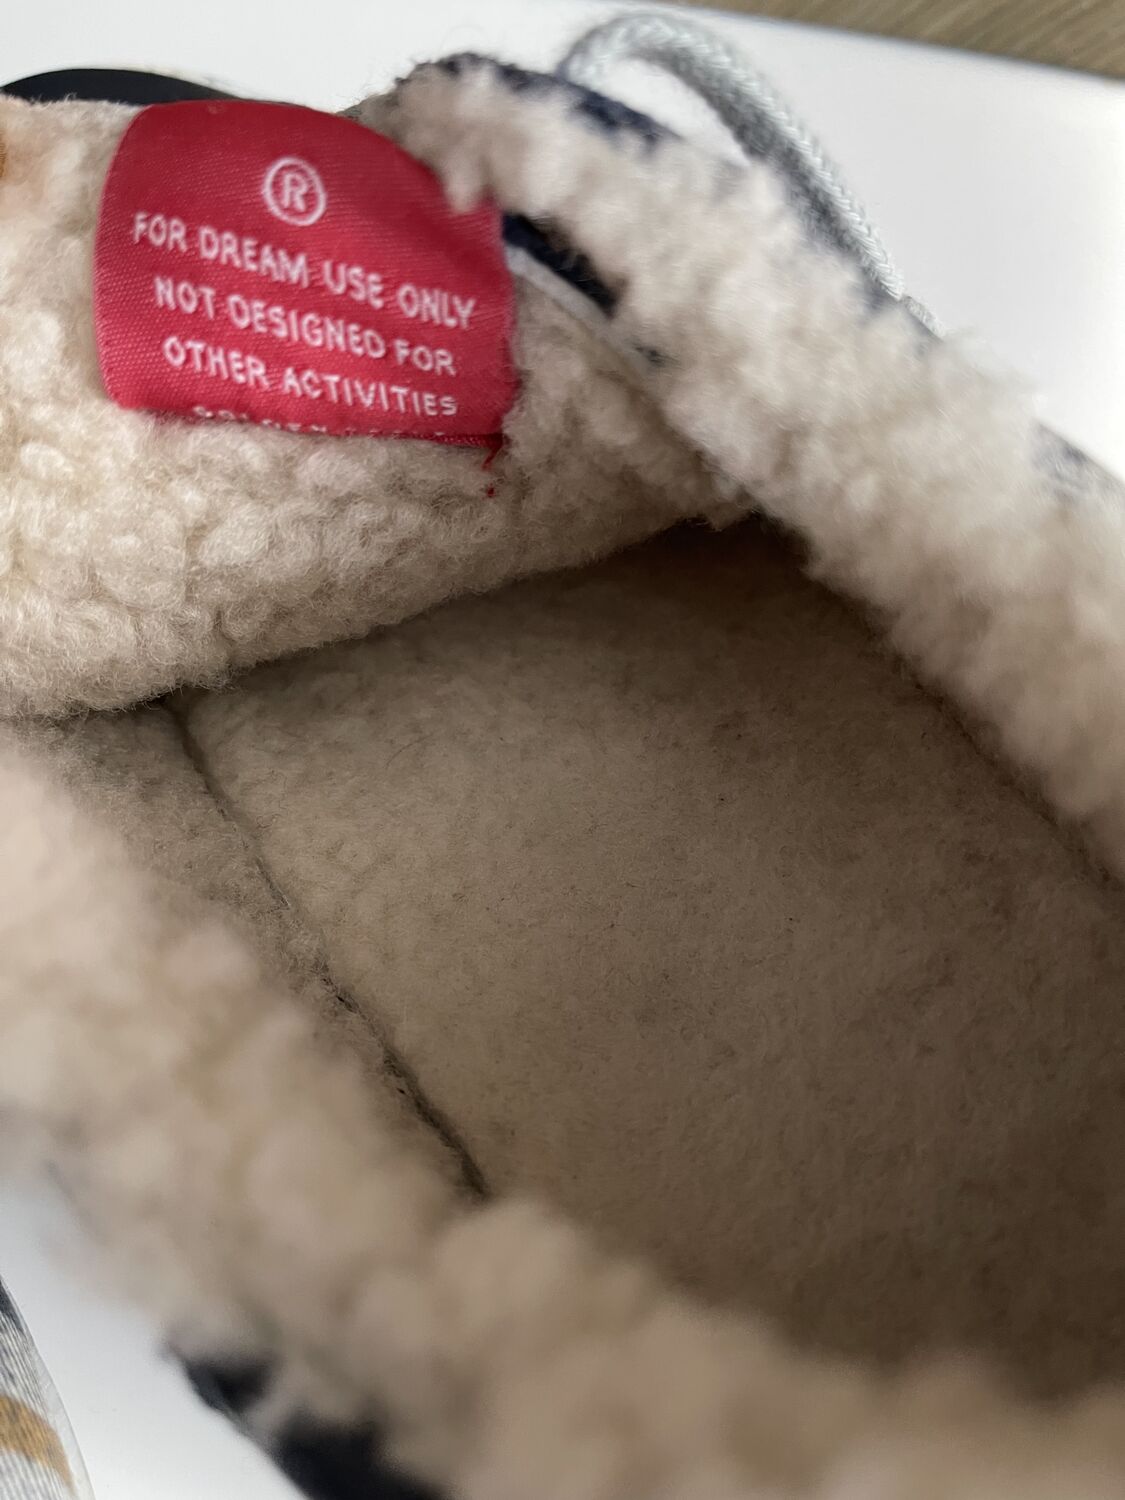 ®
FOR DREAM USE ONLY
NOT DESIGNED FOR
OTHER ACTIVITIES